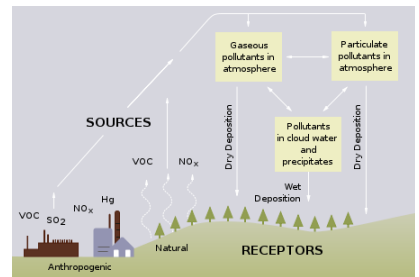 Gaseous
pollutants in
atmosphere
Particulate
pollutants in
atmosphere
SOURCES
Pollutants
in cloud water
and
precipitates
Dry Deposition
Dry Deposition
VOC
NOx
Wet
Deposition
VOC
SO2
NOx
Hg
Natural
Anthropogenic
RECEPTORS